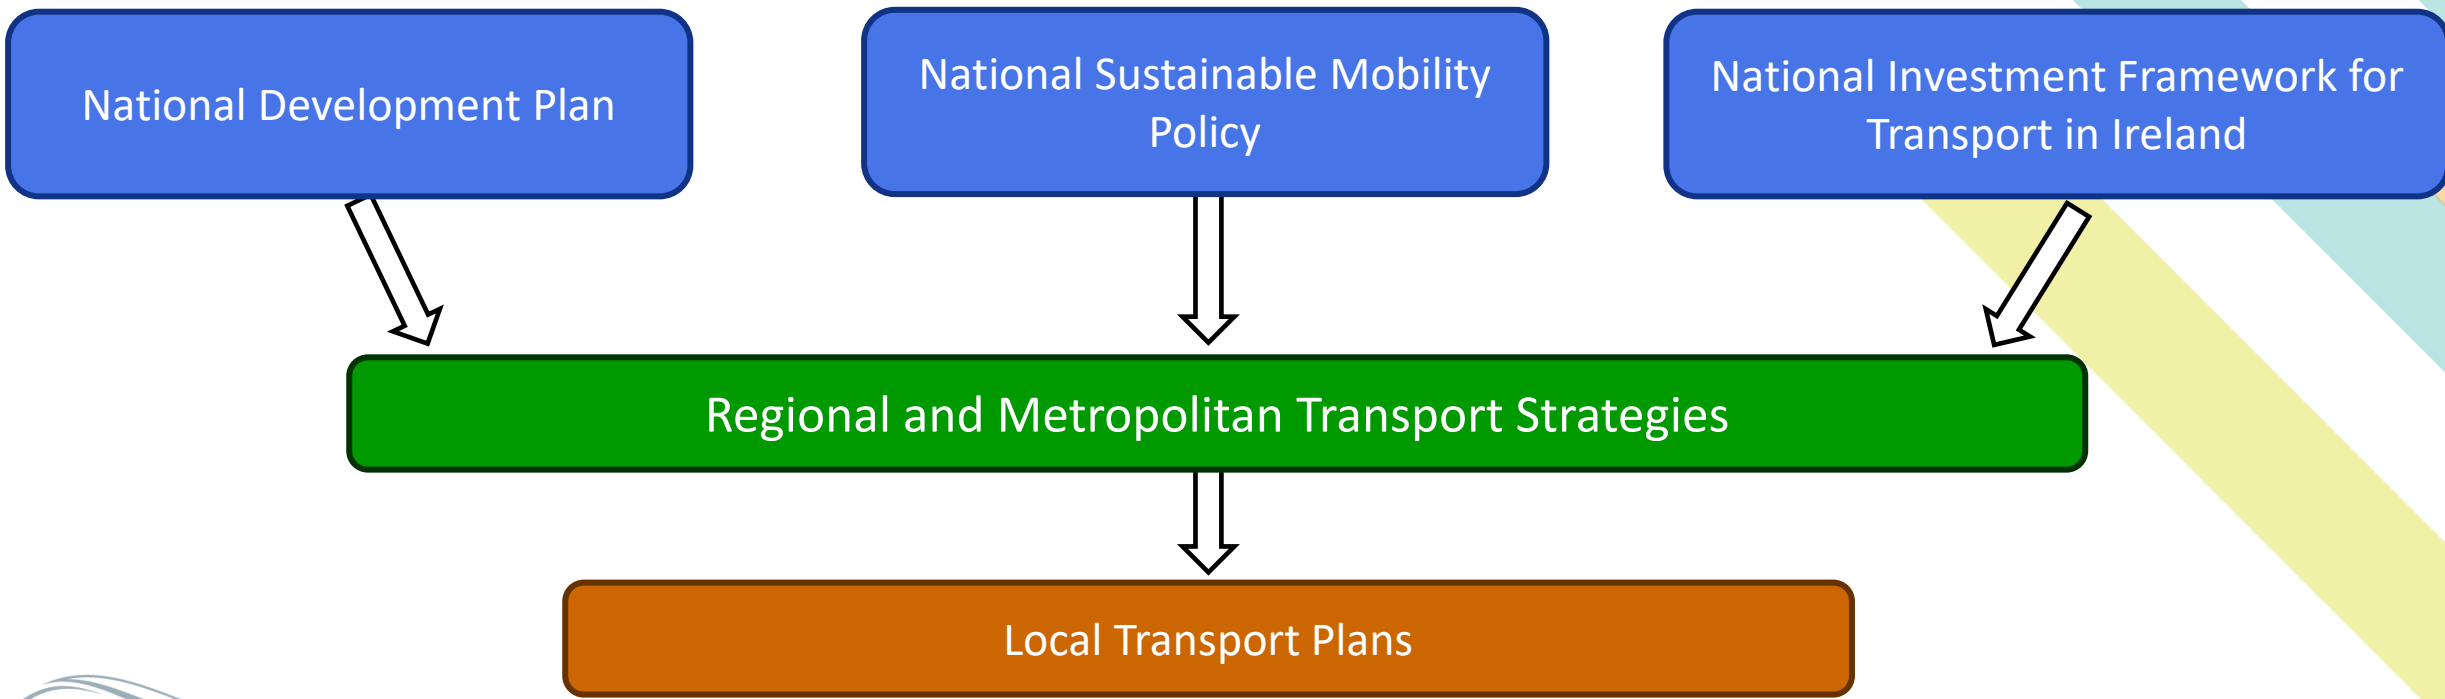 National Development Plan
National Sustainable Mobility
Policy
National Investment Framework for
Transport in Ireland
Regional and Metropolitan Transport Strategies
Local Transport Plans